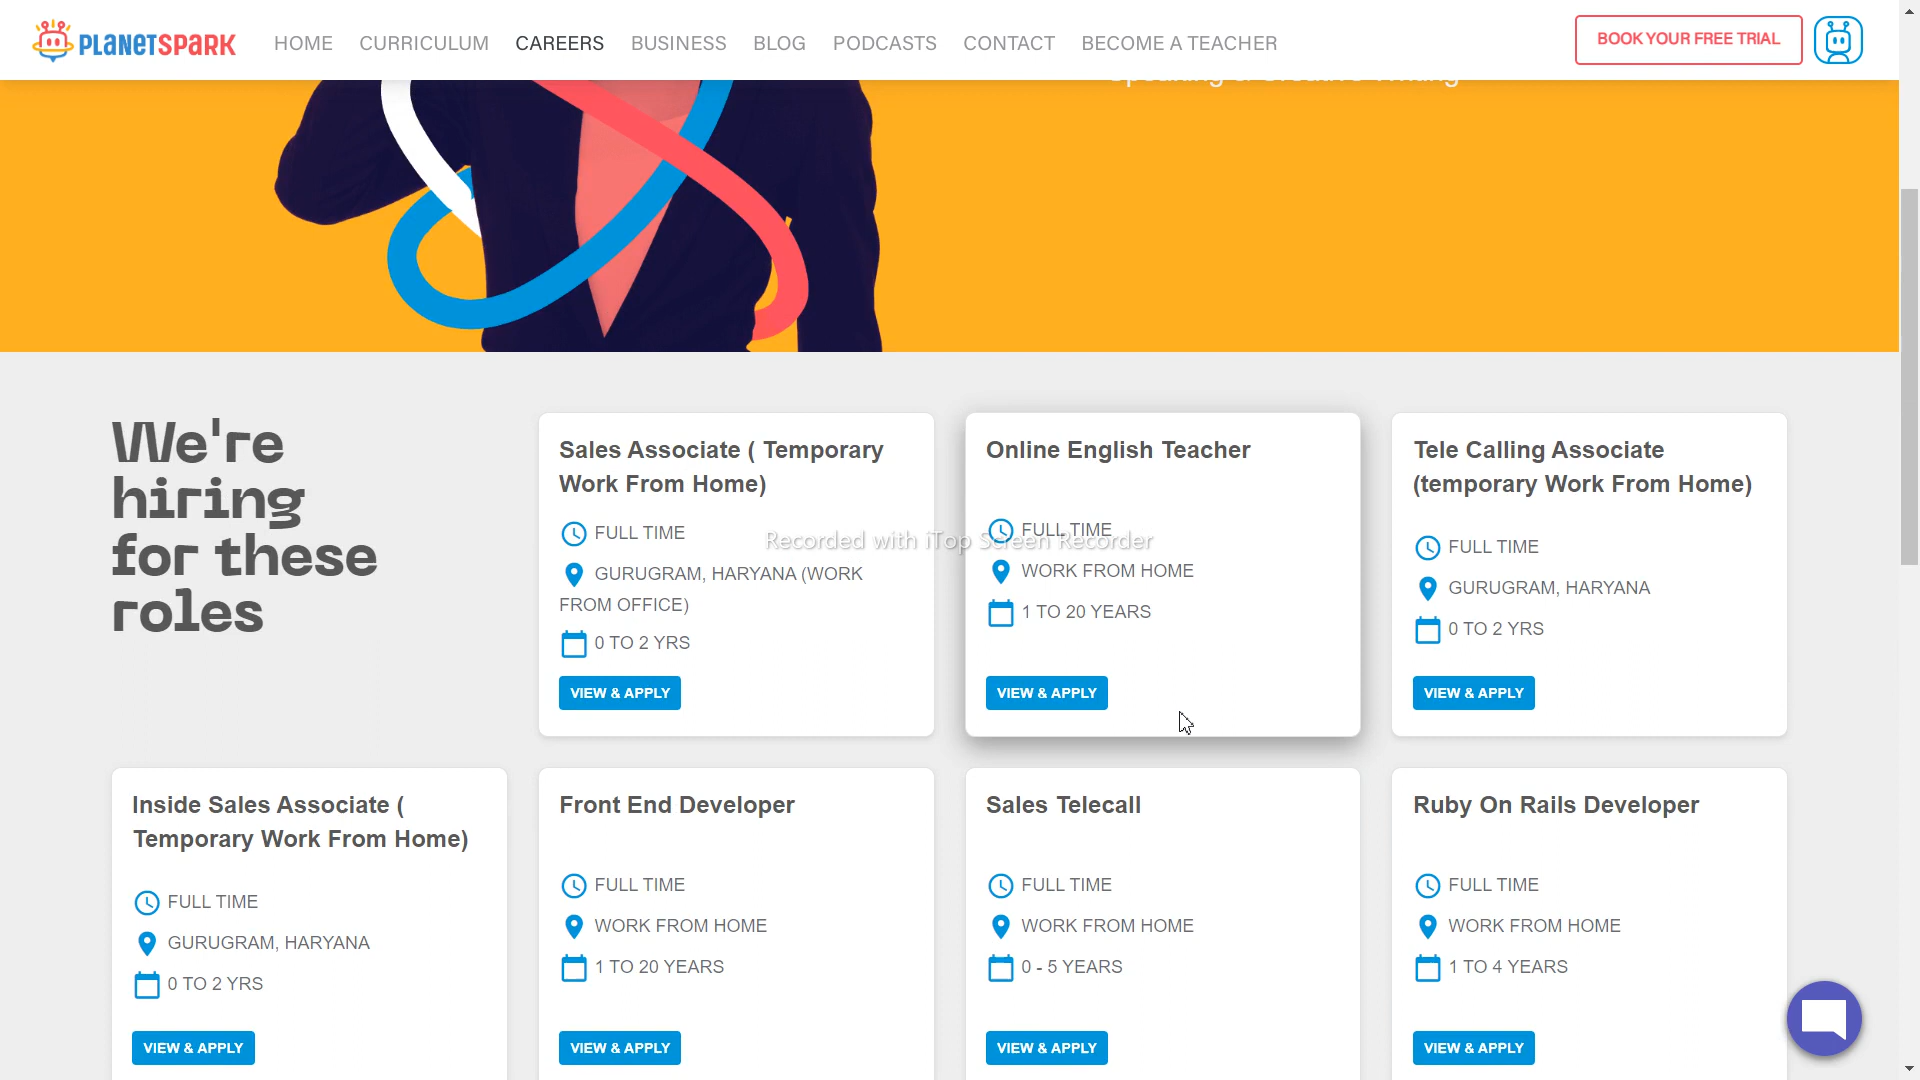 PLANETSPARK
HOME CURRICULUM CAREERS BUSINESS BLOG PODCASTS CONTACT BECOME A TEACHER
BOOK YOUR FREE TRIAL
We're
hiring
for these
roles
Sales Associate ( Temporary
Work From Home)
FULL TIME
GURUGRAM, HARYANA (WORK
FROM OFFICE)
0 TO 2 YRS
VIEW & APPLY
Online English Teacher
FULL TIME
WORK FROM HOME
1 TO 20 YEARS
VIEW & APPLY
Tele Calling Associate
(temporary Work From Home)
FULL TIME
GURUGRAM, HARYANA
0 TO 2 YRS
VIEW & APPLY
Recorded with iTop Screen Recorder
Inside Sales Associate (
Temporary Work From Home)
FULL TIME
GURUGRAM, HARYANA
0 TO 2 YRS
VIEW & APPLY
Front End Developer
FULL TIME
WORK FROM HOME
1 TO 20 YEARS
VIEW & APPLY
Sales Telecall
FULL TIME
WORK FROM HOME
0 - 5 YEARS
VIEW & APPLY
Ruby On Rails Developer
FULL TIME
WORK FROM HOME
1 TO 4 YEARS
VIEW & APPLY